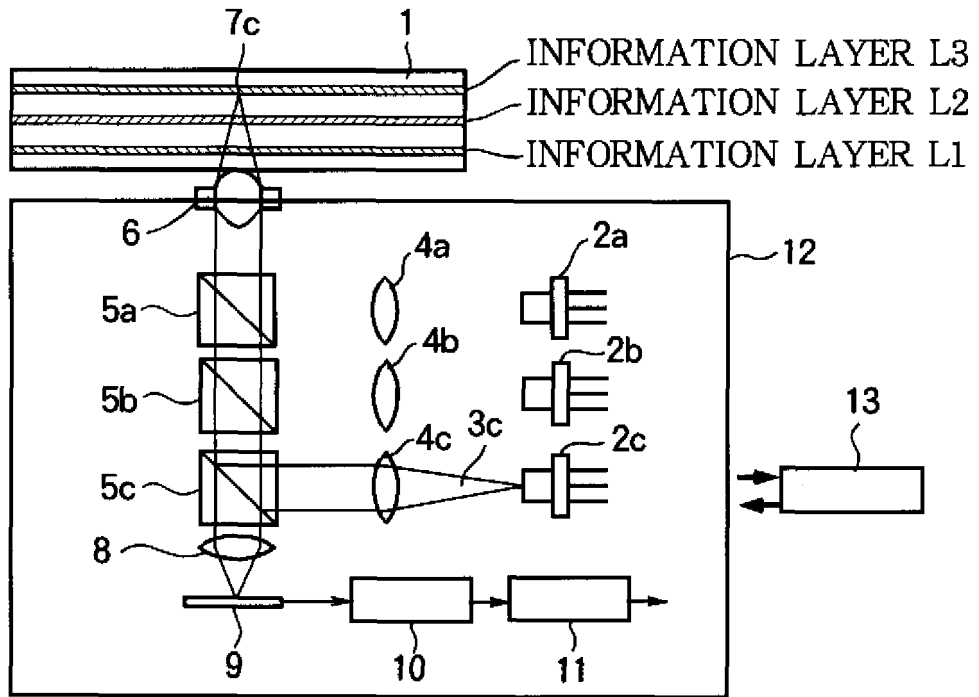 7c
1
INFORMATION LAYER L3
INFORMATION LAYER L2
INFORMATION LAYER L1
6
4a
2a
12
5a
4b
2b
5b
13
4c
3c
2c
5c
8
9
10
11